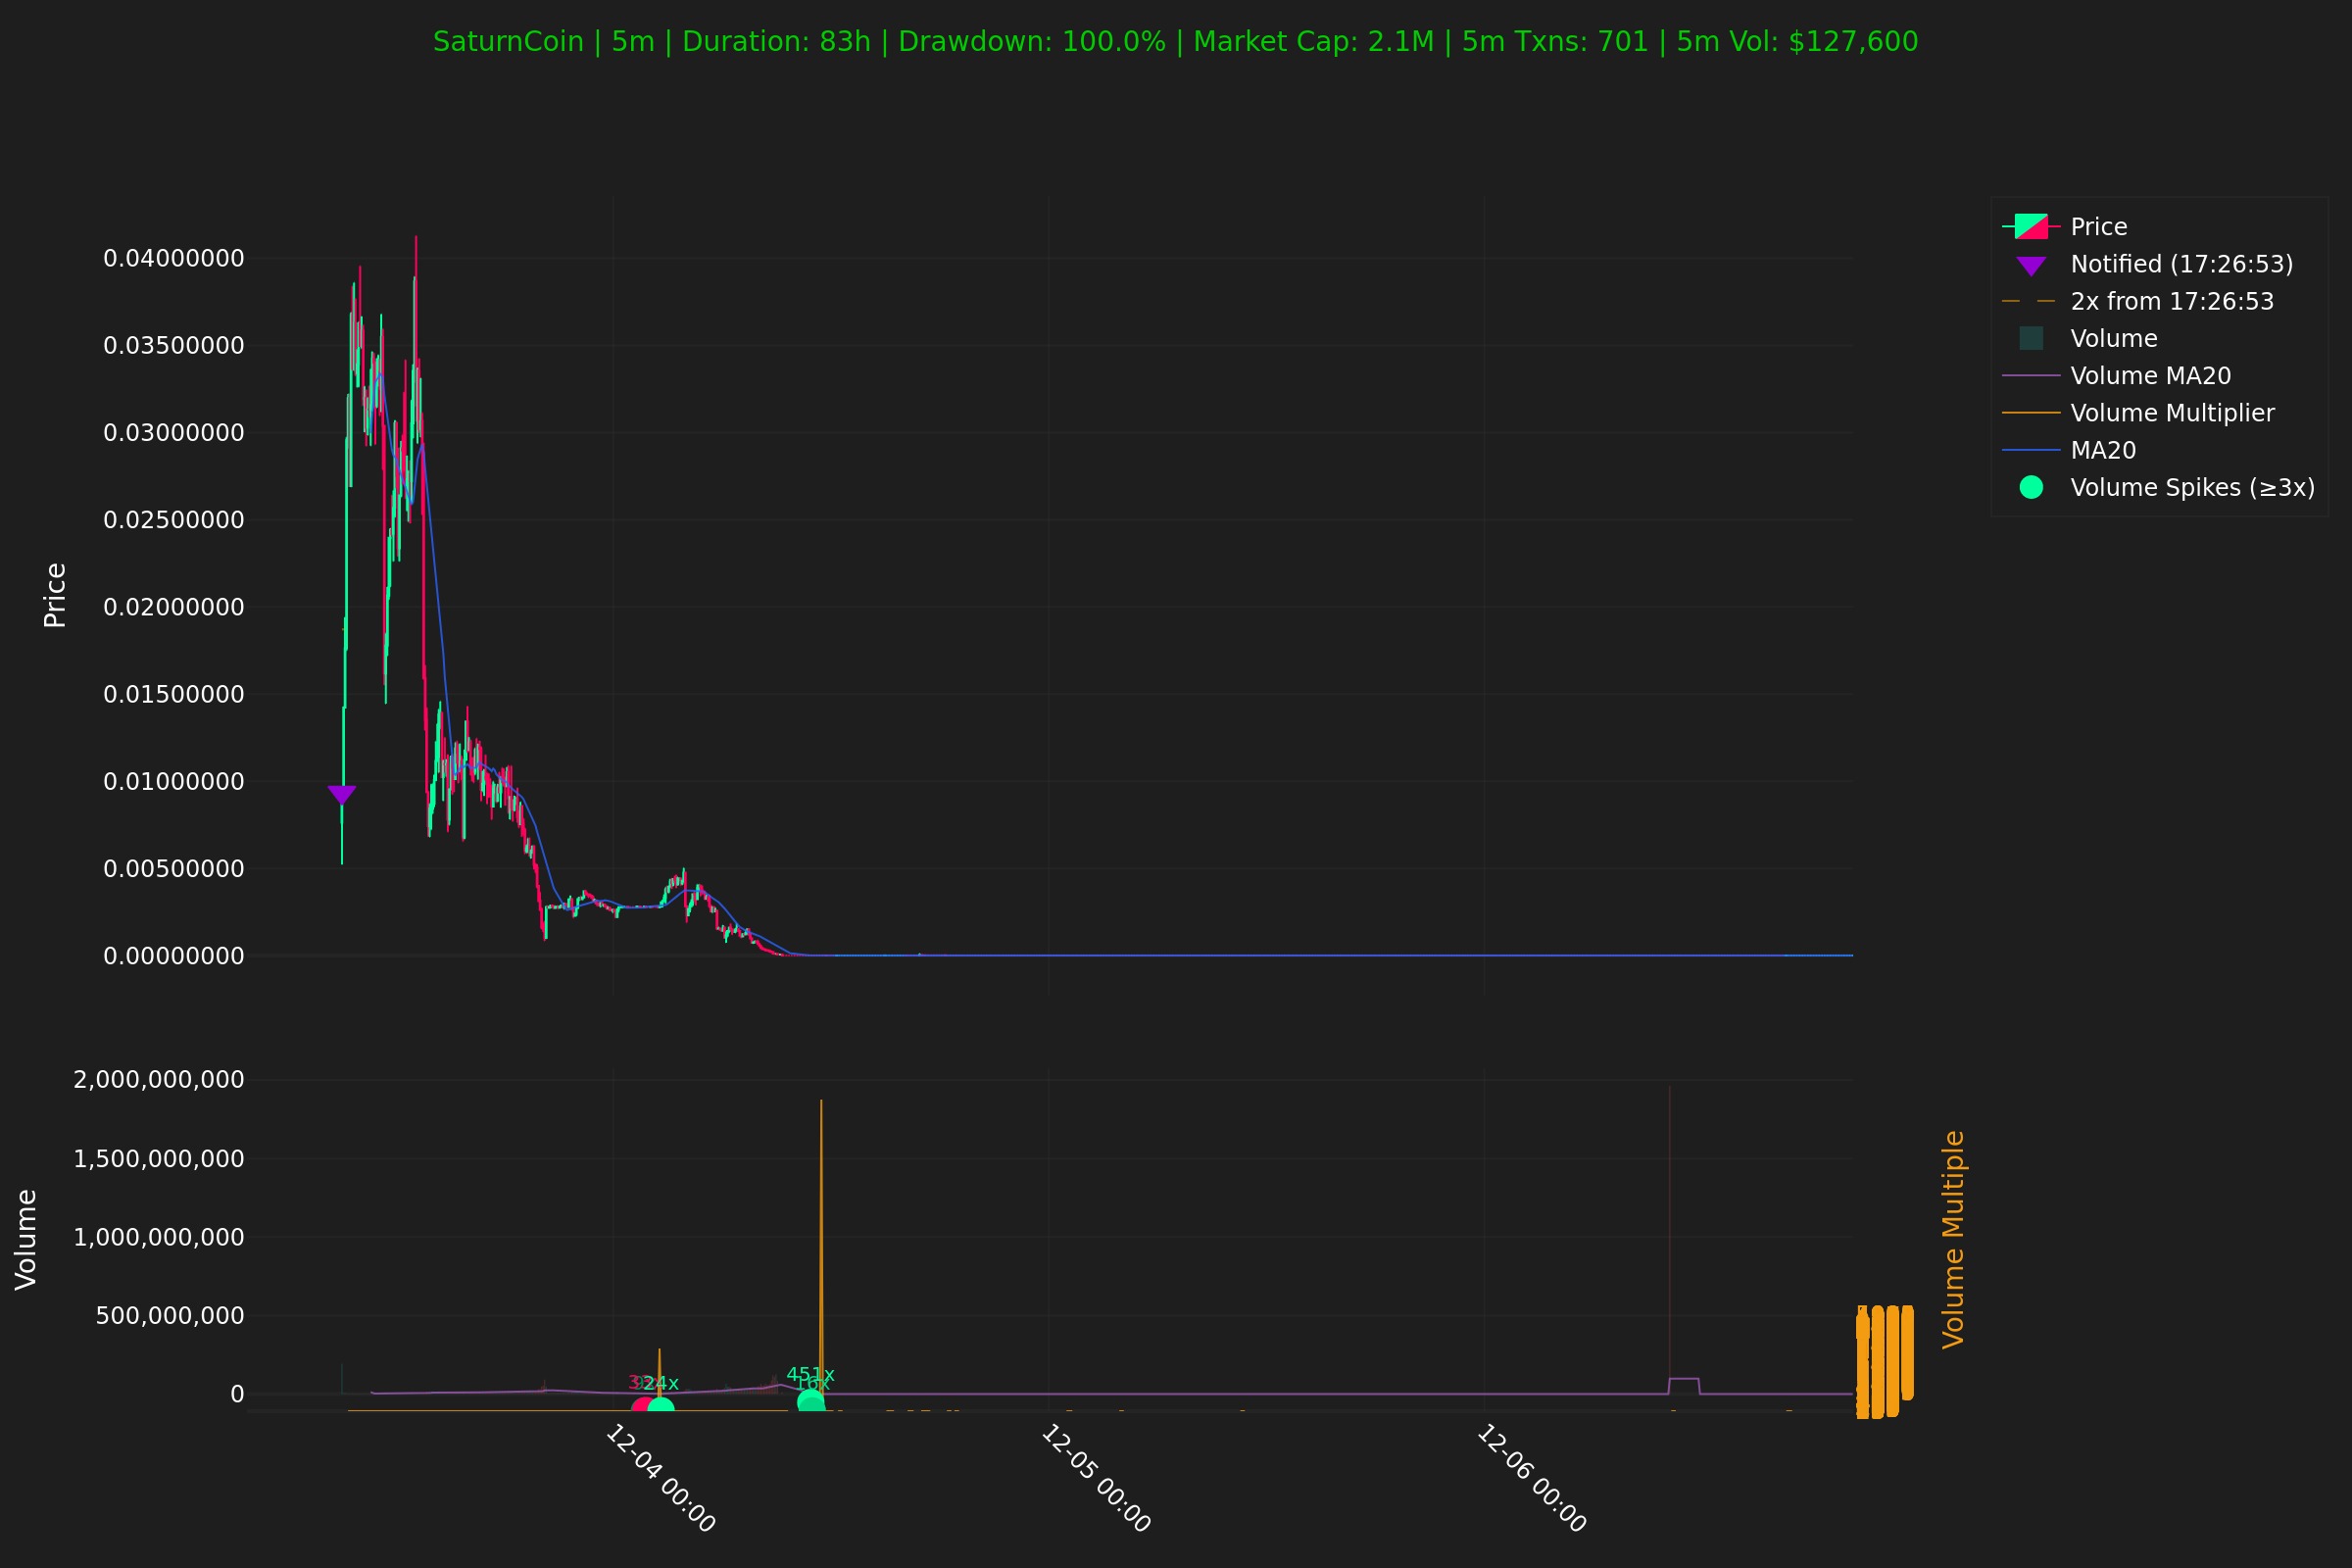 SaturnCoin | 5m | Duration: 83h | Drawdown: 100.0% | Market Cap: 2.1M | 5m Txns: 701 | 5m Vol: $127,600
Price
0.04000000
0.03500000
0.03000000
0.02500000
0.02000000
0.01500000
0.01000000
0.00500000
0.00000000
Price
Notified (17:26:53)
2x from 17:26:53
Volume
Volume MA20
Volume Multiplier
MA20
Volume Spikes (≥3x)
Volume
2,000,000,000
1,500,000,000
1,000,000,000
500,000,000
0
24x
451x
16x
Volume Multiple
12-04 00:00
12-05 00:00
12-06 00:00